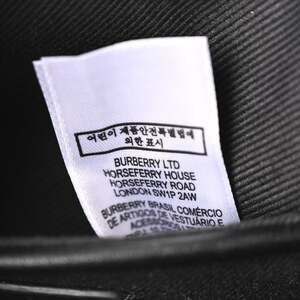 어린이 제품안전특별법에
의한 표시
BURBERRY LTD
HORSEFERRY HOUSE
HORSEFERRY ROAD
LONDON SW1P 2AW
BURBERRY BRASIL COMÉRCIO
DE ARTIGOS DE VESTUÁRIO E